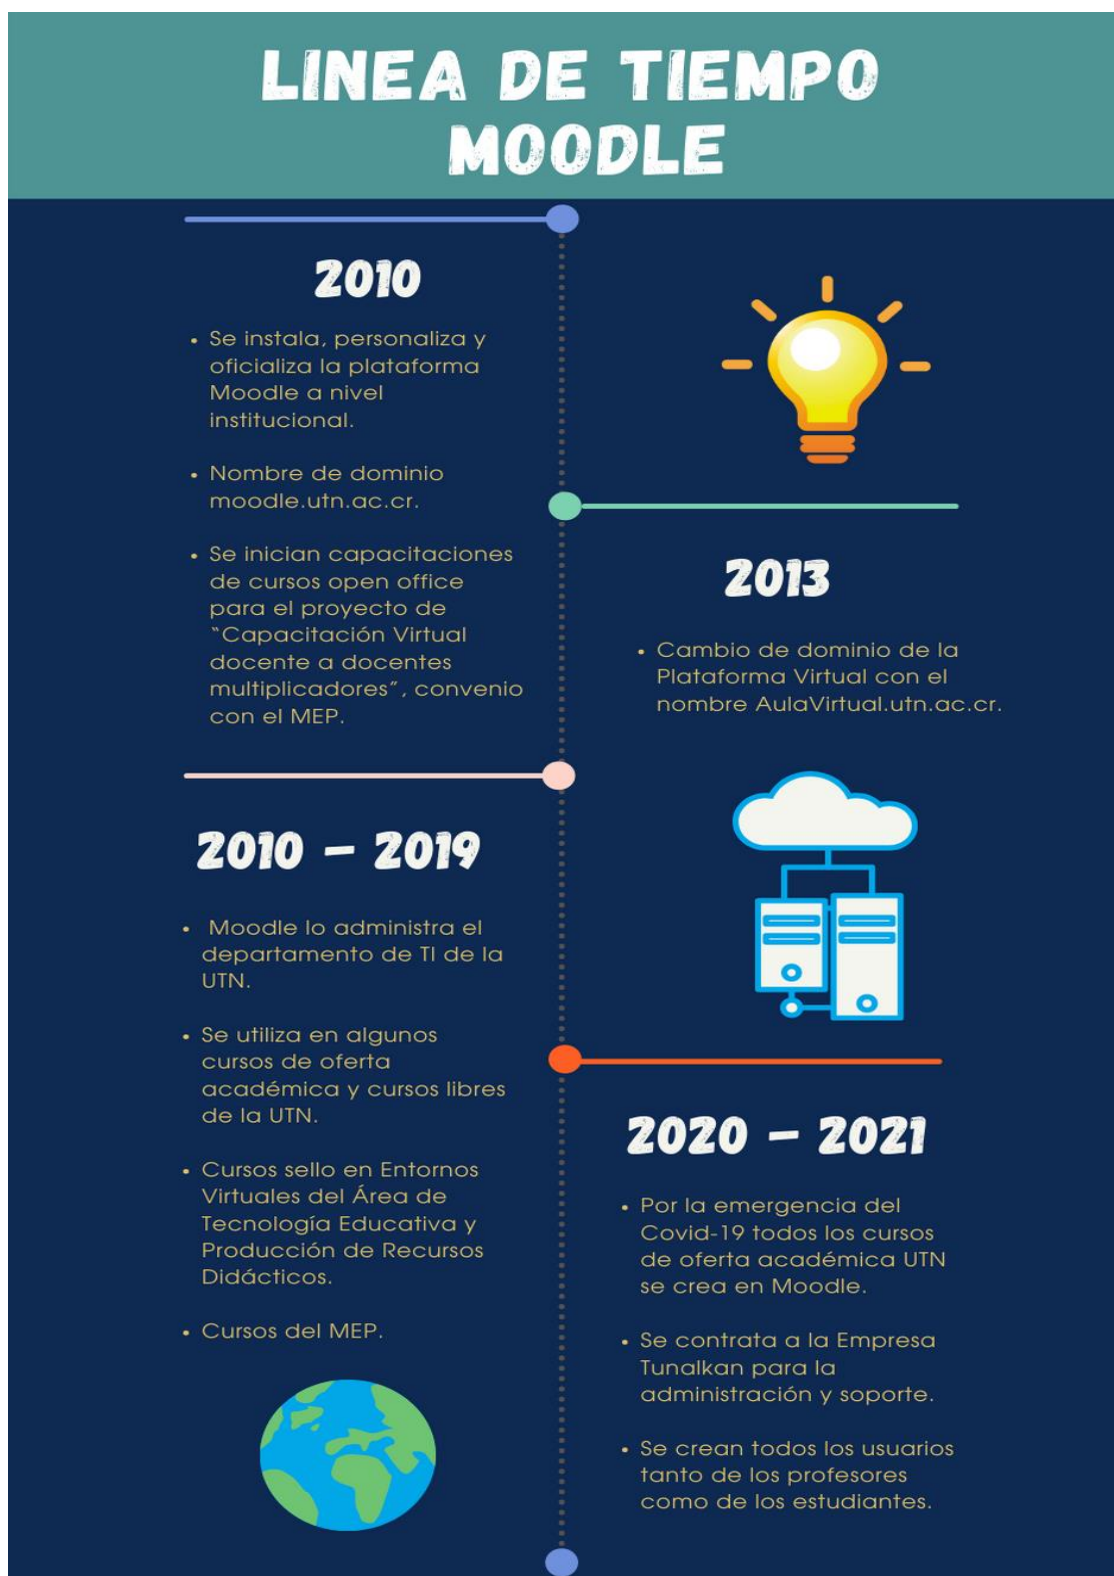 LINEA DE TIEMPO
MOODLE
2010
• Se instala, personaliza y
oficializa la plataforma
Moodle a nivel
institucional.
• Nombre de dominio
moodle.utn.ac.cr.
• Se inician capacitaciones
de cursos open office
para el proyecto de
“Capacitación Virtual
docente a docentes
multiplicadores”, convenio
con el MEP.
2013
• Cambio de dominio de la
Plataforma Virtual con el
nombre AulaVirtual.utn.ac.cr.
2010 – 2019
• Moodle lo administra el
departamento de TI de la
UTN.
• Se utiliza en algunos
cursos de oferta
académica y cursos libres
de la UTN.
• Cursos sello en Entornos
Virtuales del Área de
Tecnología Educativa y
Producción de Recursos
Didácticos.
• Cursos del MEP.
2020 – 2021
• Por la emergencia del
Covid-19 todos los cursos
de oferta académica UTN
se crea en Moodle.
• Se contrata a la Empresa
Tunalkan para la
administración y soporte.
• Se crean todos los usuarios
tanto de los profesores
como de los estudiantes.